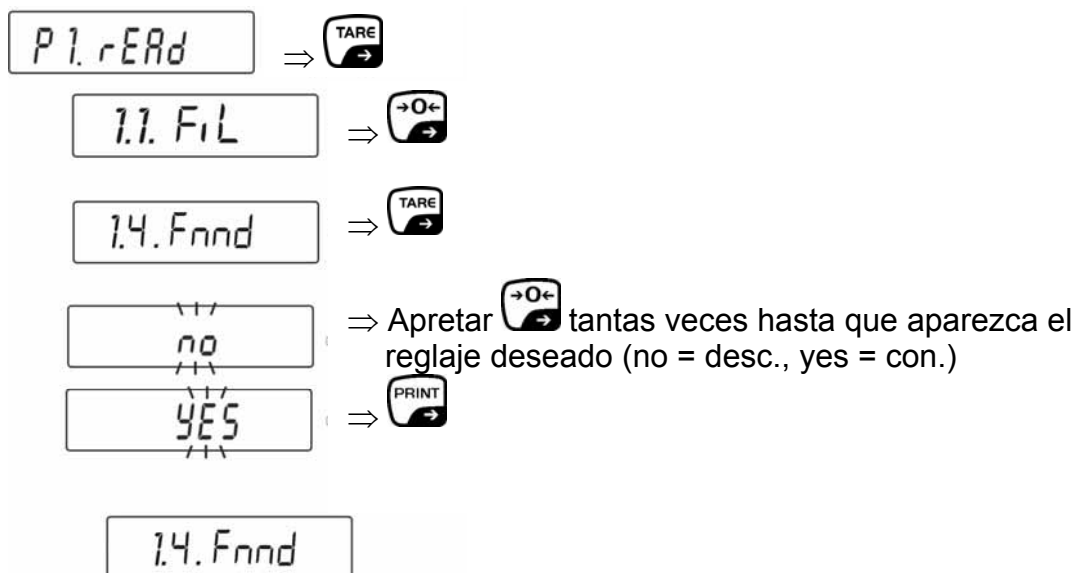 P1.rEAd ⇒ TARE
1.1. FiL ⇒ →0←
1.4.Fnnd ⇒ TARE
no ⇒ Apretar →0← tantas veces hasta que aparezca el
reglaje deseado (no = desc., yes = con.)
YES ⇒ PRINT
1.4.Fnnd